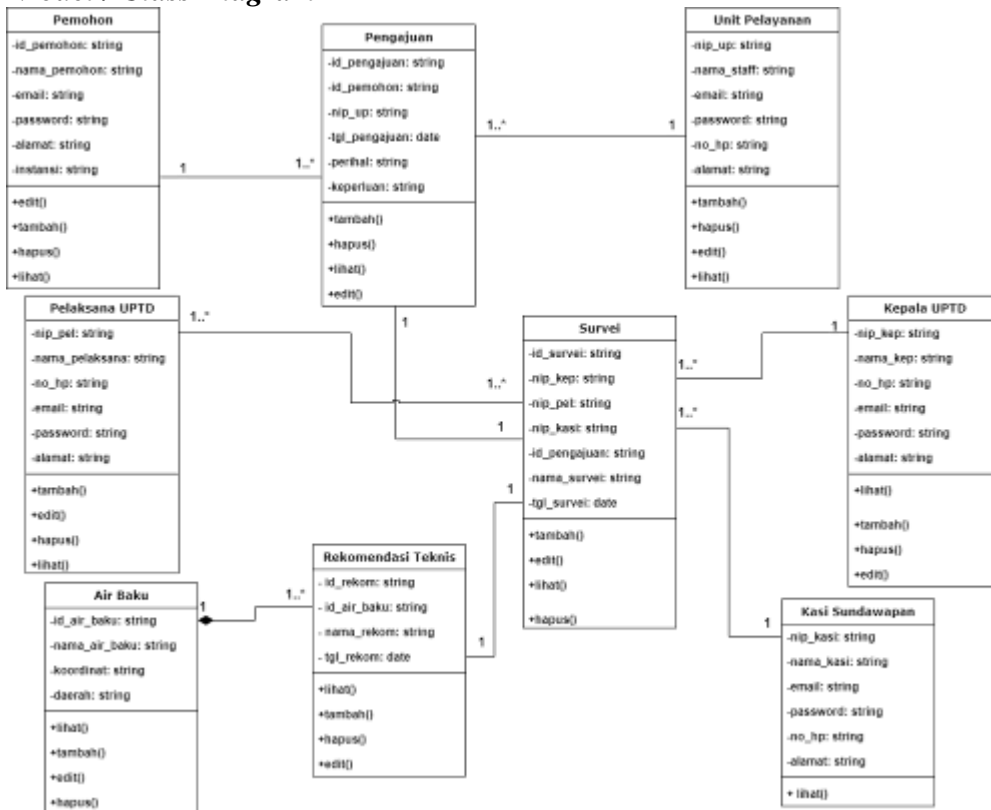 Pemohon
-id_pemohon: string
-nama_pemohon: string
-email: string
-password: string
-alamat: string
-instansi: string
+edit()
+tambah()
+hapus()
+lihat()
1
1..*
Pengajuan
-id_pengajuan: string
-id_pemohon: string
-nip_up: string
-tgl_pengajuan: date
-perihal: string
-keperluan: string
+tambah()
+hapus()
+lihat()
+edit()
1..*
1
Unit Pelayanan
-nip_up: string
-nama_staff: string
-email: string
-password: string
-no_hp: string
-alamat: string
+tambah()
+hapus()
+edit()
+lihat()
Pelaksana UPTD
-nip_pel: string
-nama_pelaksana: string
-no_hp: string
-email: string
-password: string
-alamat: string
+tambah()
+edit()
+hapus()
+lihat()
1..*
1..*
1
1
Survei
-id_survei: string
-nip_kep: string
-nip_pel: string
-nip_kasi: string
-id_pengajuan: string
-nama_survei: string
-tgl_survei: date
+tambah()
+edit()
+lihat()
+hapus()
1..*
1
1..*
1
Kepala UPTD
-nip_kep: string
-nama_kep: string
-no_hp: string
-email: string
-password: string
-alamat: string
+lihat()
+tambah()
+hapus()
+edit()
Air Baku
-id_air_baku: string
-nama_air_baku: string
-koordinat: string
-daerah: string
+lihat()
+tambah()
+edit()
+hapus()
1
1..*
Rekomendasi Teknis
- id_rekom: string
- id_air_baku: string
- nama_rekom: string
- tgl_rekom: date
+lihat()
+tambah()
+hapus()
+edit()
1
1
Kasi Sundawapan
-nip_kasi: string
-nama_kasi: string
-email: string
-password: string
-no_hp: string
-alamat: string
+ lihat()